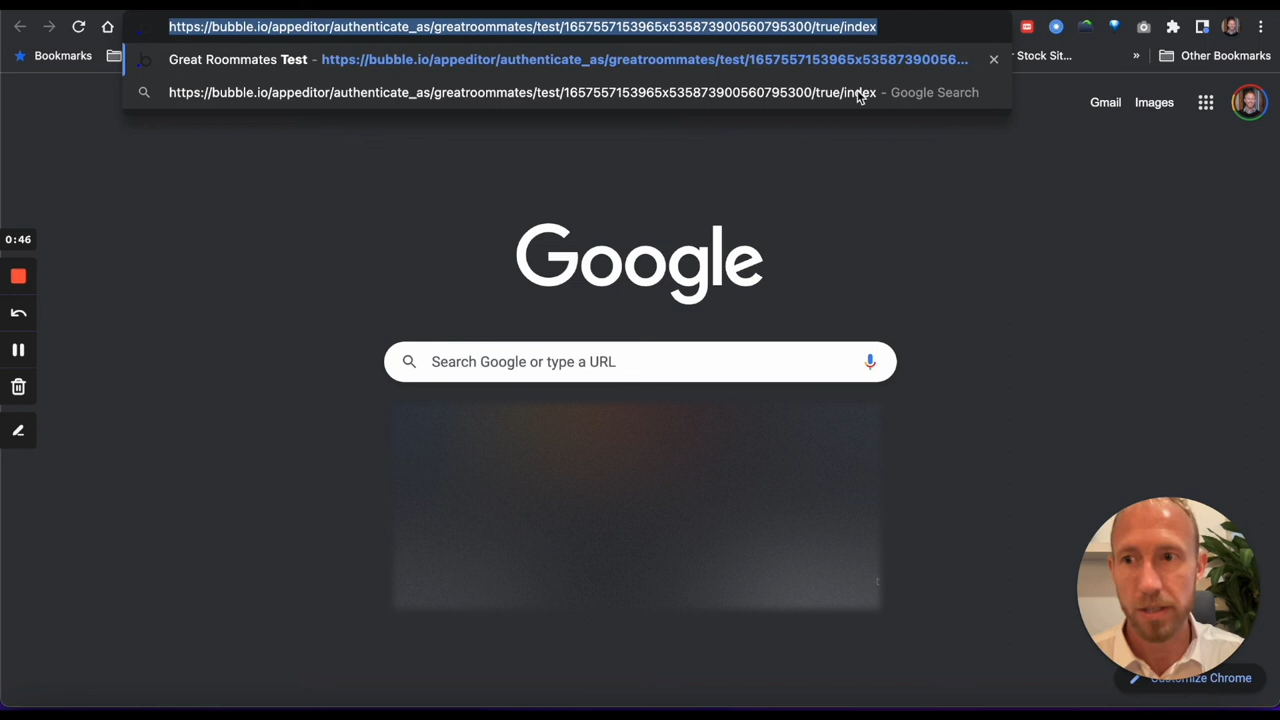 https://bubble.io/appeditor/authenticate_as/greatroommates/test/1657557153965x535873900560795300/true/index
Bookmarks
Great Roommates Test - https://bubble.io/appeditor/authenticate_as/greatroommates/test/1657557153965x53587390056...
Stock Sit...
»
Other Bookmarks
https://bubble.io/appeditor/authenticate_as/greatroommates/test/1657557153965x535873900560795300/true/index - Google Search
Gmail
Images
0:46
Google
Search Google or type a URL
Customize Chrome